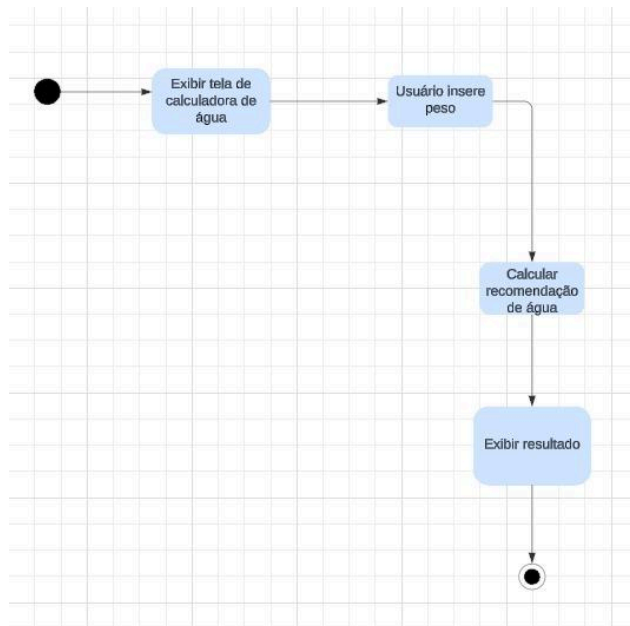 Exibir tela de
calculadora de
água
Usuário insere
peso
Calcular
recomendação
de água
Exibir resultado